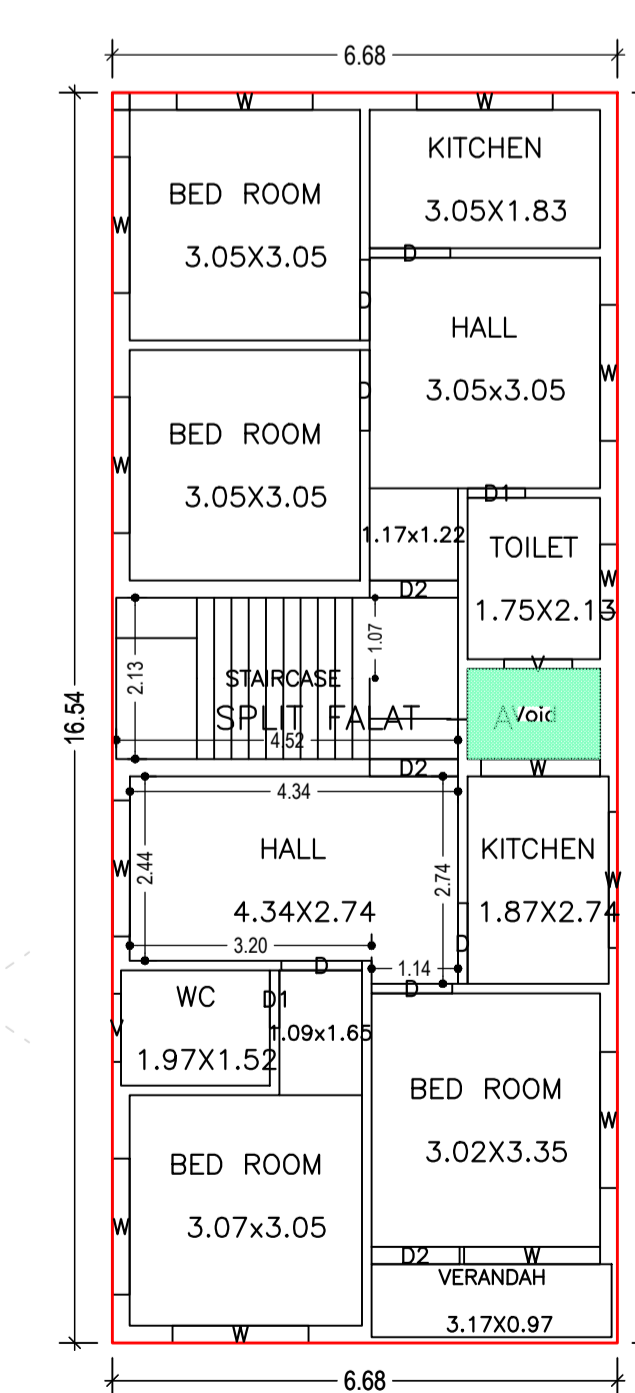 6.68
W
W
KITCHEN
3.05X1.83
BED ROOM
3.05X3.05
W
D
D
HALL
3.05x3.05
W
D
BED ROOM
3.05X3.05
W
D1
1.17x1.22
TOILET
1.75X2.13
W
D2
V
1.07
2.13
STAIRCASE
SPLIT FALAT
Void
4.52
16.54
D2
W
4.34
HALL
4.34X2.74
2.44
2.74
W
KITCHEN
1.87X2.74
W
D
3.20
1.14
D
D
WC
1.97X1.52
V
D1
1.09x1.65
BED ROOM
3.02X3.35
W
BED ROOM
3.07x3.05
W
D2
W
VERANDAH
3.17X0.97
W
6.68